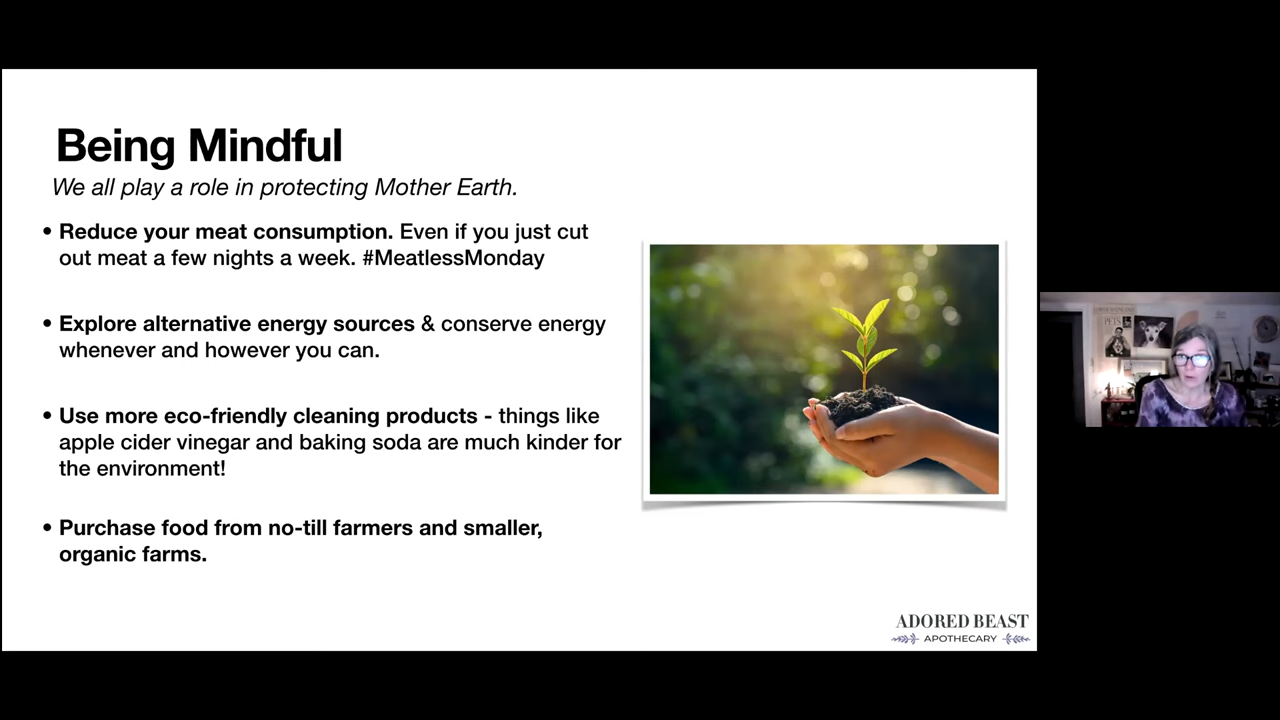 Being Mindful
We all play a role in protecting Mother Earth.
• Reduce your meat consumption. Even if you just cut
out meat a few nights a week. #MeatlessMonday
• Explore alternative energy sources & conserve energy
whenever and however you can.
• Use more eco-friendly cleaning products - things like
apple cider vinegar and baking soda are much kinder for
the environment!
• Purchase food from no-till farmers and smaller,
organic farms.
ADORED BEAST
APOTHECARY
PETS